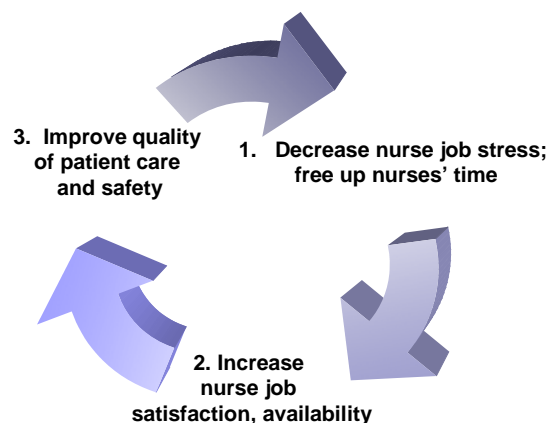 1. Decrease nurse job stress;
free up nurses’ time
2. Increase
nurse job
satisfaction, availability
3. Improve quality
of patient care
and safety